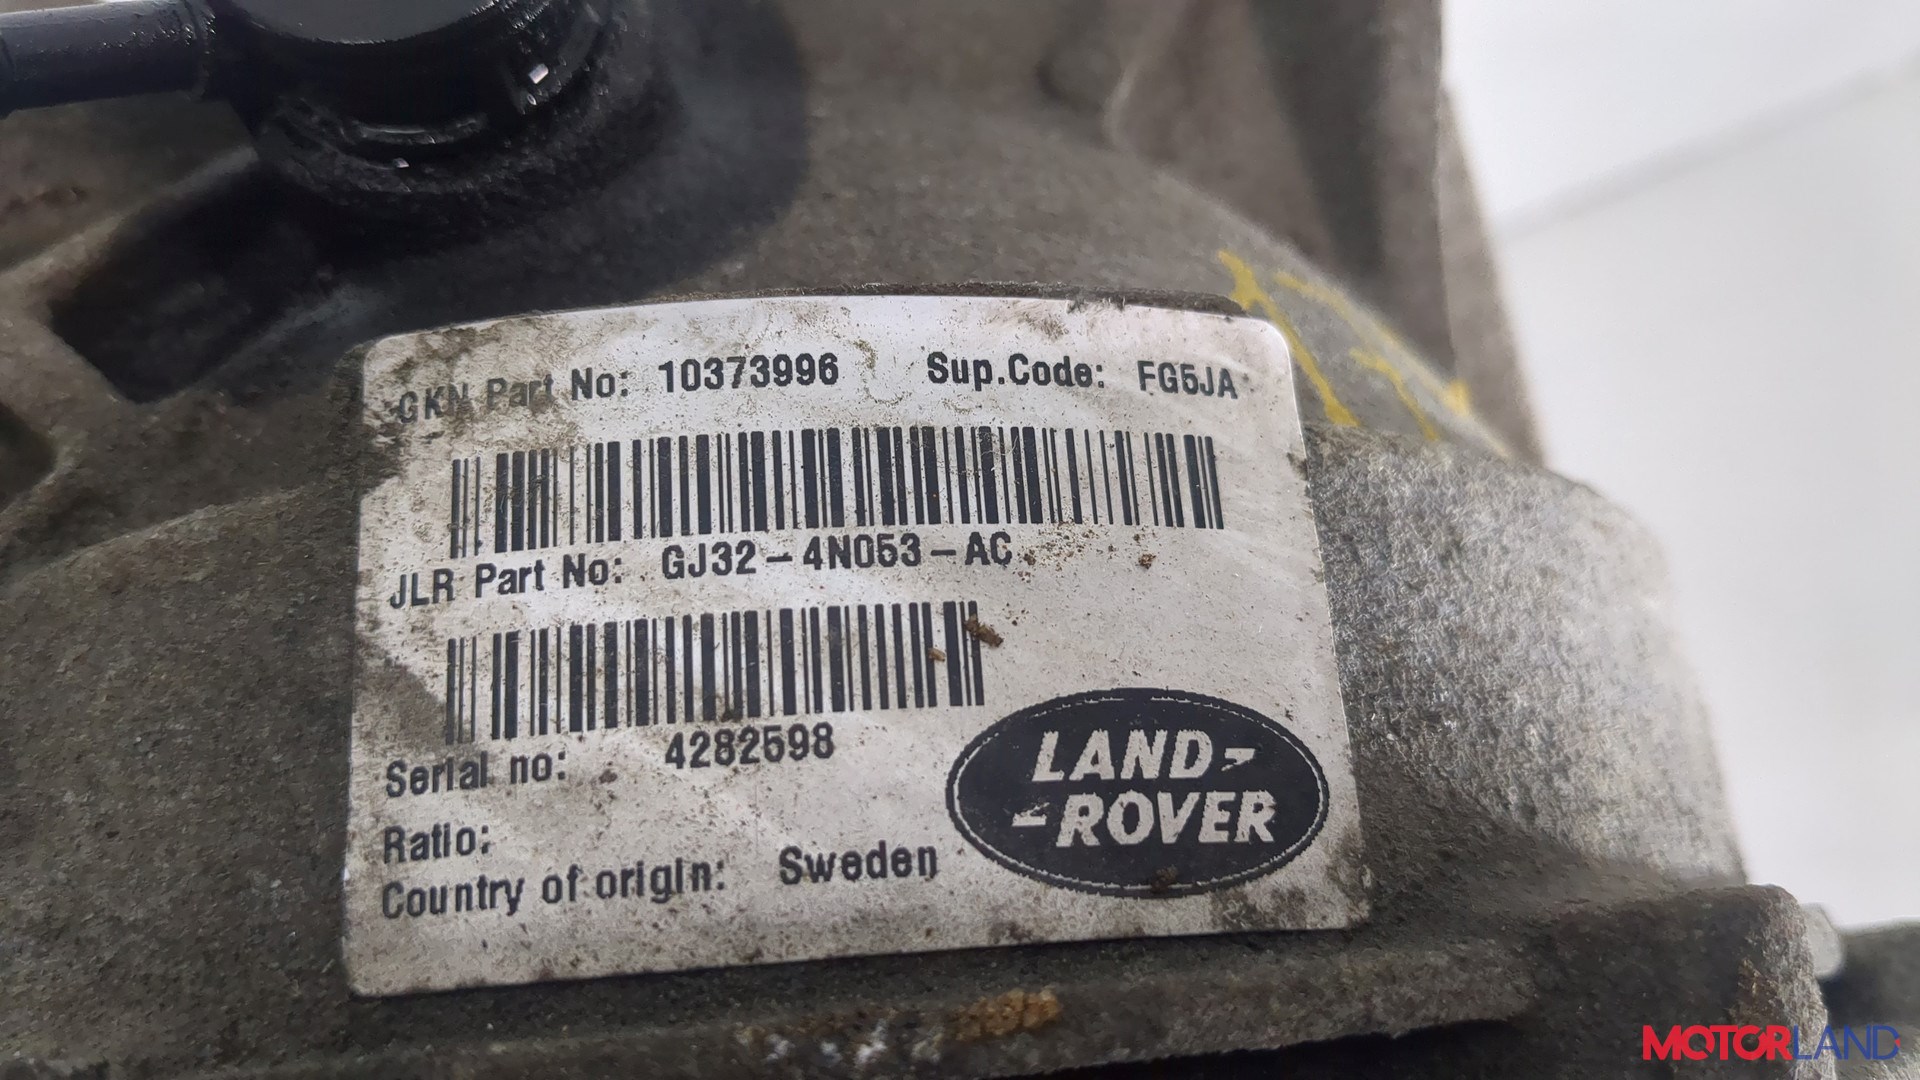 GKN Part No: 10373996 Sup.Code: FG5JA
JLR Part No: GJ32-4N053-AC
Serial no: 4282598
Ratio:
Country of origin: Sweden
LAND-
-ROVER
MOTORLAND